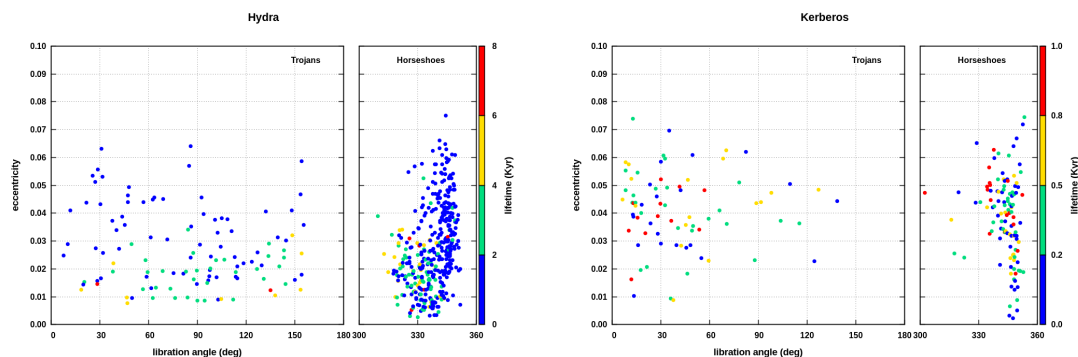 Hydra
Trojans
Horseshoes
eccentricity
0.10
0.09
0.08
0.07
0.06
0.05
0.04
0.03
0.02
0.01
0.00
0 30 60 90 120 150 180
300 330 360
libration angle (deg)
8
6
4
2
0
lifetime (Kyr)
Kerberos
Trojans
Horseshoes
eccentricity
0.10
0.09
0.08
0.07
0.06
0.05
0.04
0.03
0.02
0.01
0.00
0 30 60 90 120 150 180
300 330 360
libration angle (deg)
1.0
0.8
0.5
0.2
0.0
lifetime (Kyr)